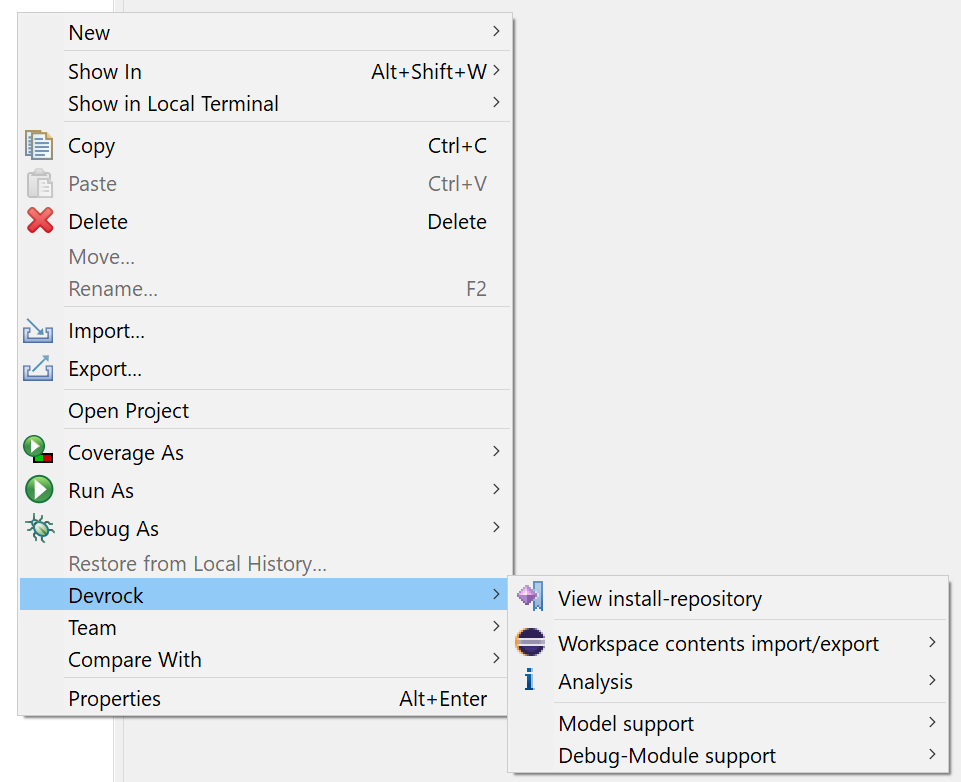 New
Show In Alt+Shift+W
Show in Local Terminal
Copy Ctrl+C
Paste Ctrl+V
Delete Delete
Move...
Rename... F2
Import...
Export...
Open Project
Coverage As
Run As
Debug As
Restore from Local History...
Devrock
Team
Compare With
Properties Alt+Enter
View install-repository
Workspace contents import/export
Analysis
Model support
Debug-Module support